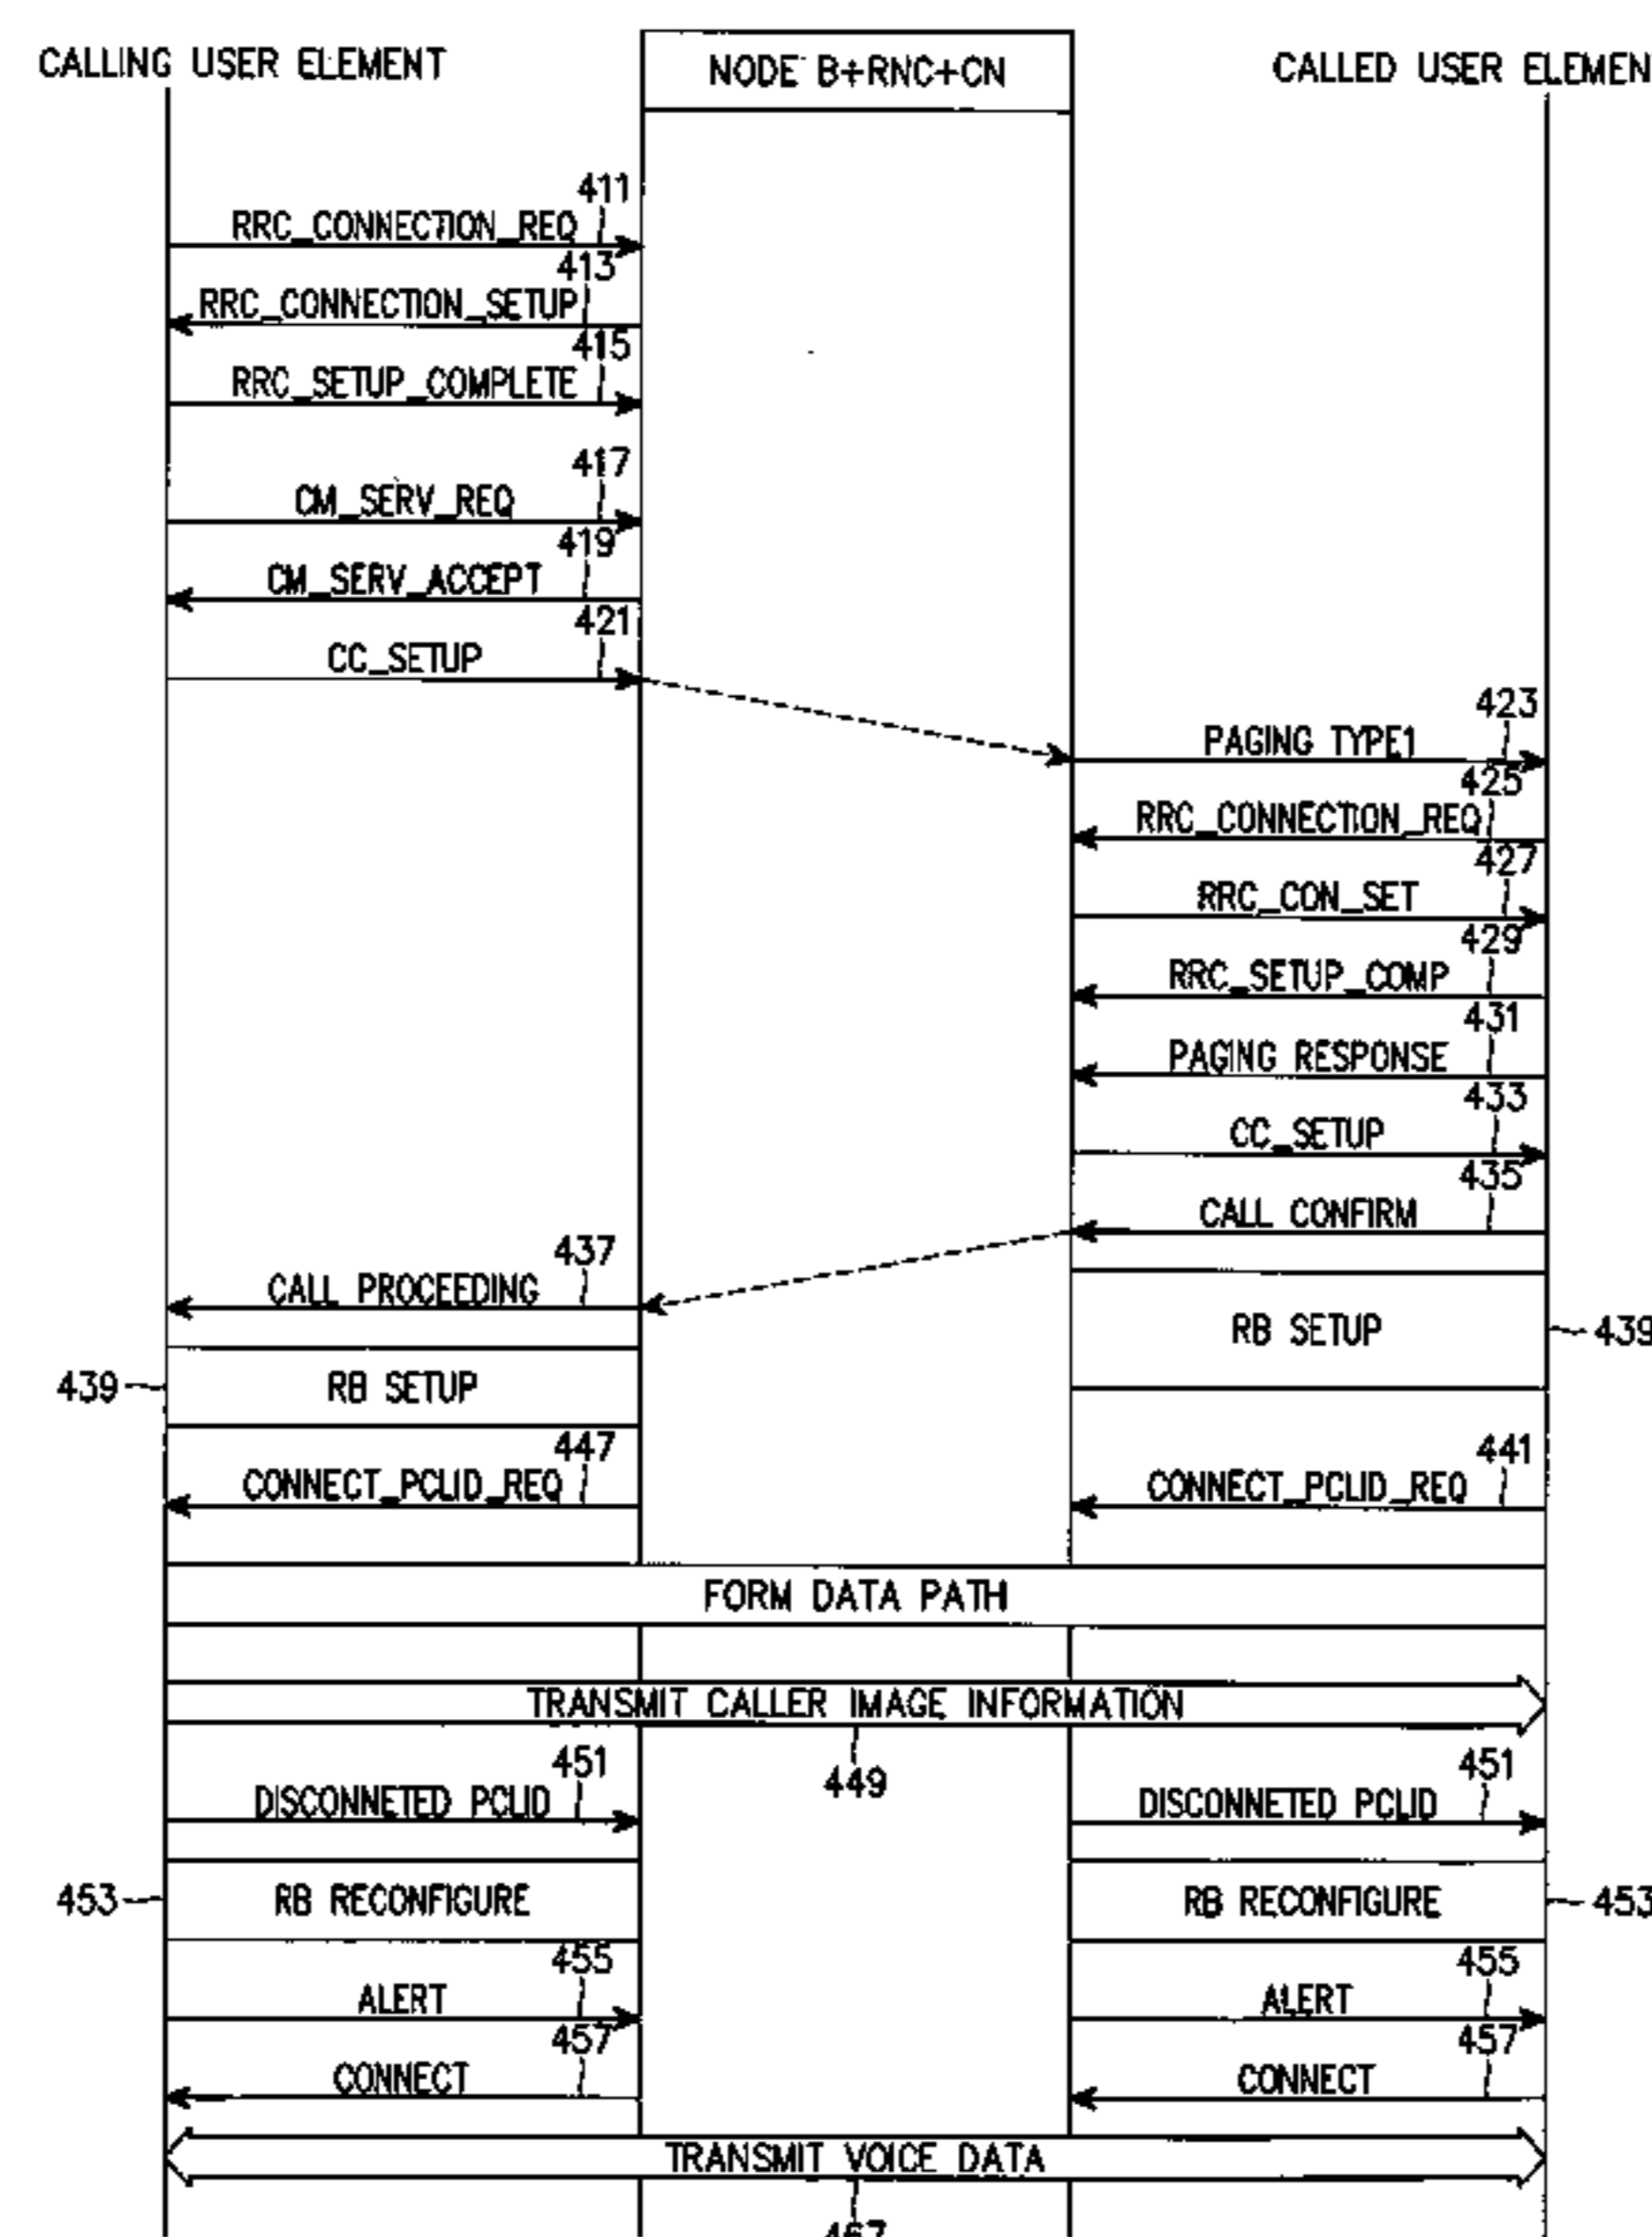 CALLING USER ELEMENT
NODE B+RNC+CN
CALLED USER ELEMEN
411
RRC_CONNECTION_REQ
413
RRC_CONNECTION_SETUP
415
RRC_SETUP_COMPLETE
417
CM_SERV_REQ
419
CM_SERV_ACCEPT
421
CC_SETUP
423
PAGING TYPE1
425
RRC_CONNECTION_REQ
427
RRC_CON_SET
429
RRC_SETUP_COMP
431
PAGING RESPONSE
433
CC_SETUP
435
CALL CONFIRM
437
CALL PROCEEDING
RB SETUP
439
439
RB SETUP
447
CONNECT_PCLID_REQ
441
CONNECT_PCLID_REQ
FORM DATA PATH
TRANSMIT CALLER IMAGE INFORMATION
449
451
DISCONNETED PCLID
451
DISCONNETED PCLID
453
RB RECONFIGURE
RB RECONFIGURE
453
455
ALERT
455
ALERT
457
CONNECT
457
CONNECT
TRANSMIT VOICE DATA
467